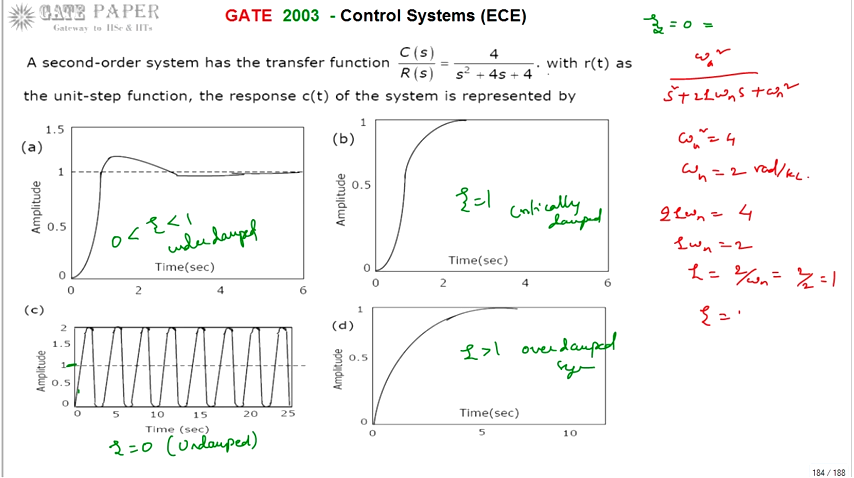 GATE PAPER
Gateway to IISc & IITs
GATE 2003 - Control Systems (ECE)
A second-order system has the transfer function C(s)/R(s) = 4/(s² + 4s + 4). with r(t) as
the unit-step function, the response c(t) of the system is represented by
(a)
1.5
1
0.5
0
Amplitude
0 < ξ < 1
underdamped
Time(sec)
0 2 4 6
(b)
1
0.5
0
Amplitude
ξ=1 critically
damped
Time(sec)
0 2 4 6
(c)
2
1.5
1
0.5
0
Amplitude
0 5 10 15 20 25
Time (sec)
ξ=0 (Undamped)
(d)
1
0.5
0
Amplitude
ξ >1 overdamped
Time(sec)
0 5 10
ξ=0 =
ωn²
s²+2ξωns+ωn²
ωn²=4
ωn=2 rad/sec.
2ξωn = 4
ξωn=2
ξ = 2/ωn = 2/2 =1
ξ =
184 / 188